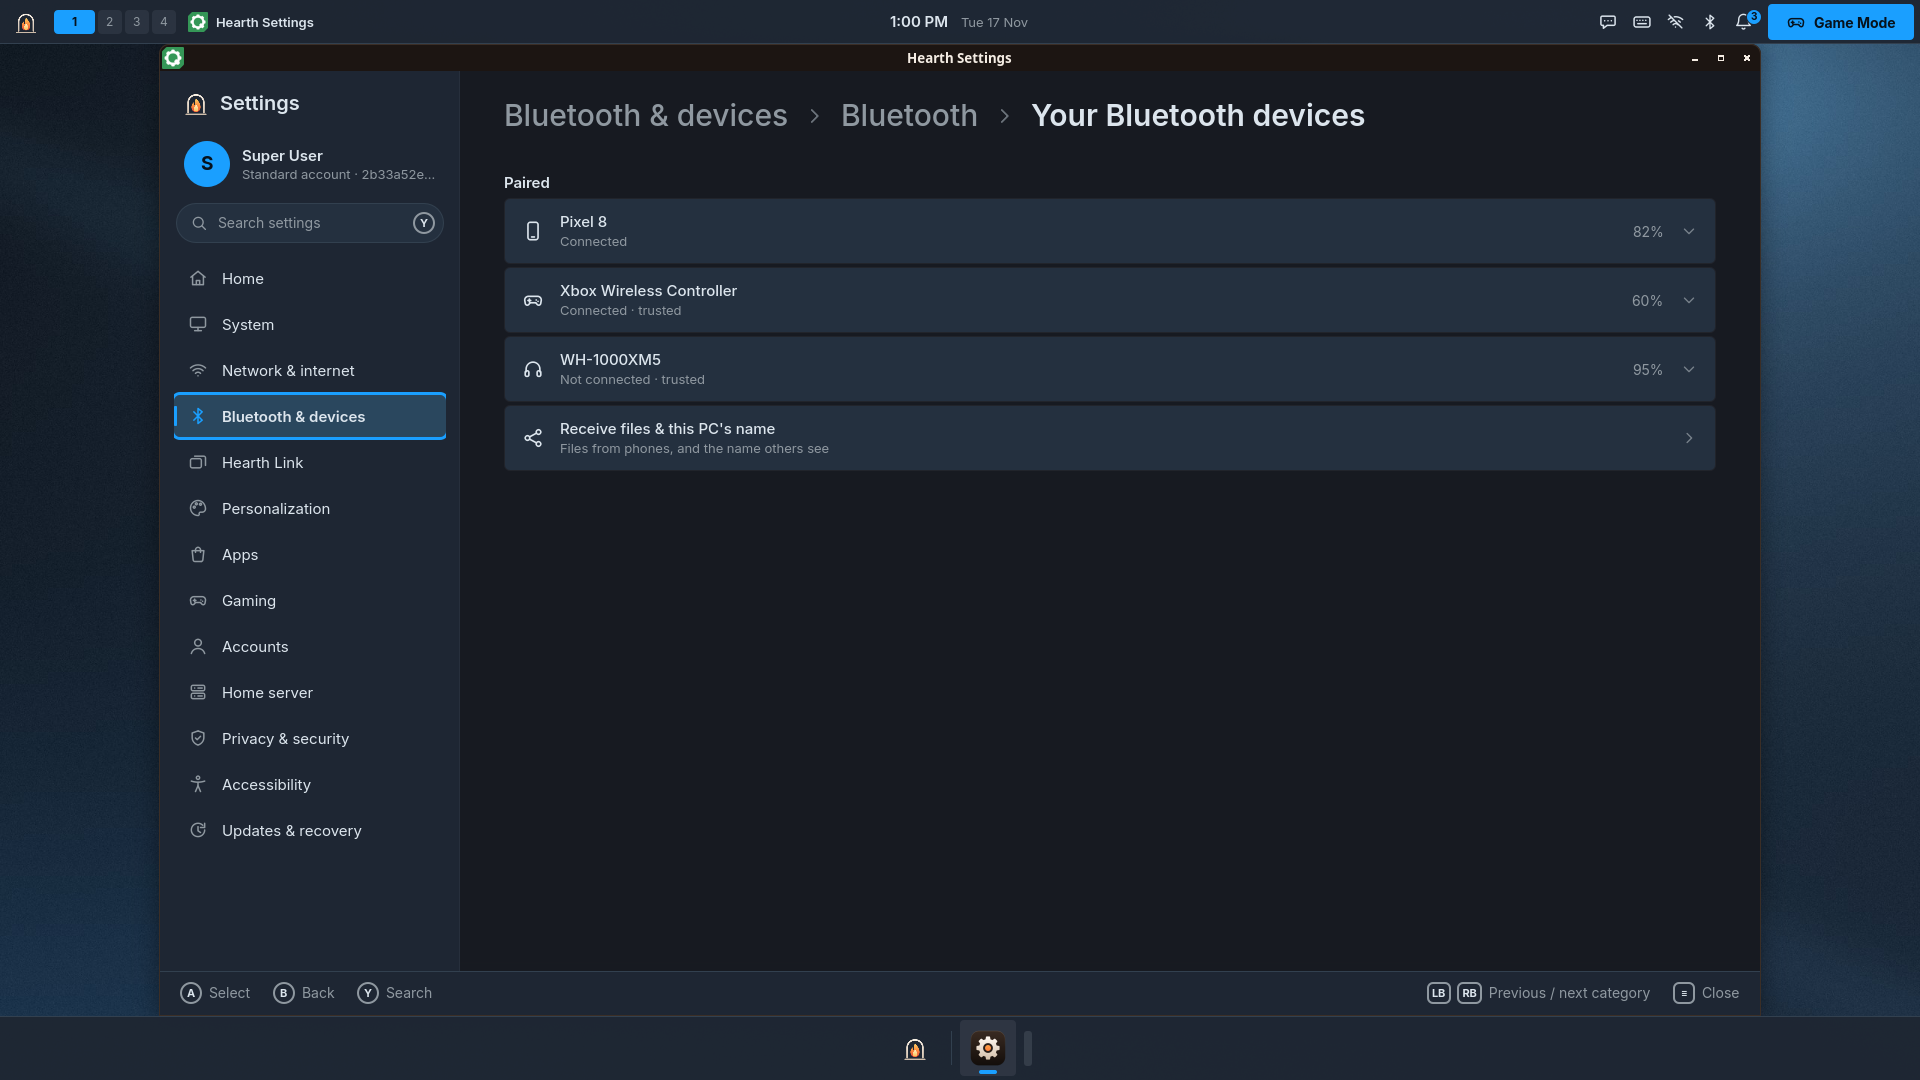 1 2 3 4 Hearth Settings 1:00 PM Tue 17 Nov 3 Game Mode
Hearth Settings
Settings
S Super User
Standard account · 2b33a52e...
Search settings Y
Home
System
Network & internet
Bluetooth & devices
Hearth Link
Personalization
Apps
Gaming
Accounts
Home server
Privacy & security
Accessibility
Updates & recovery
Bluetooth & devices Bluetooth Your Bluetooth devices
Paired
Pixel 8
Connected
82%
Xbox Wireless Controller
Connected · trusted
60%
WH-1000XM5
Not connected · trusted
95%
Receive files & this PC's name
Files from phones, and the name others see
A Select B Back Y Search LB RB Previous / next category Close